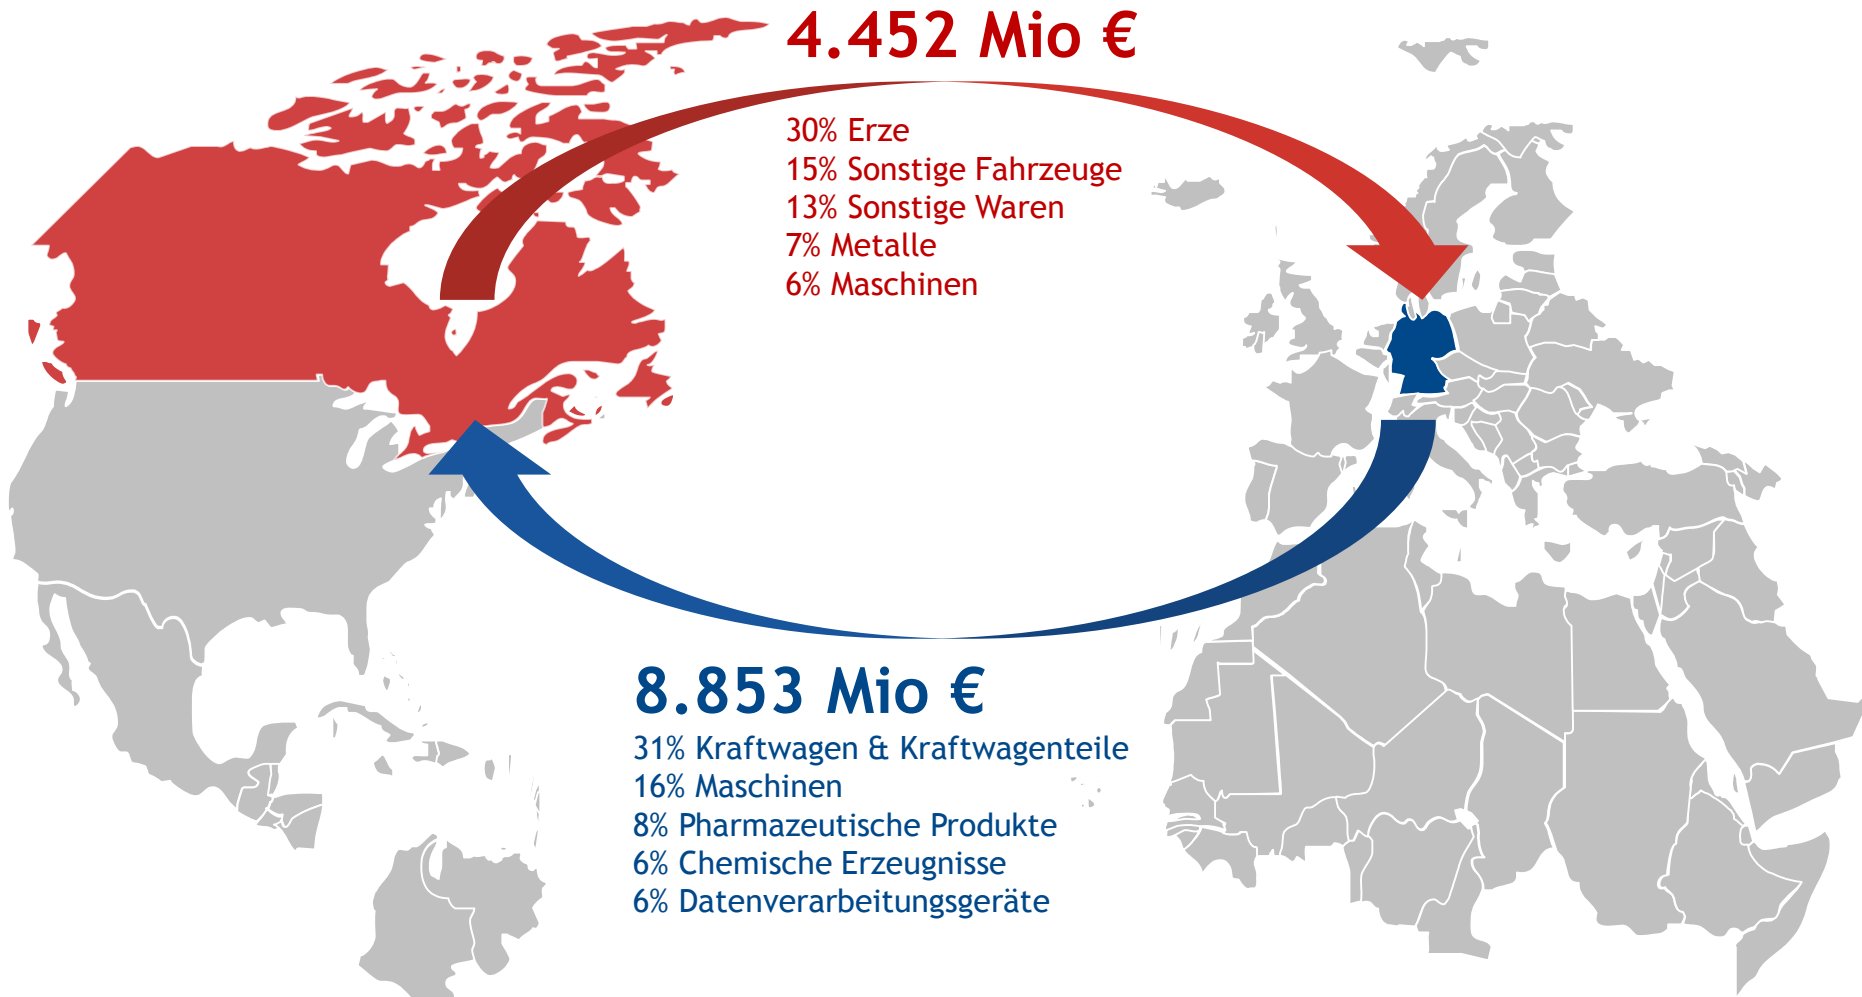 4.452 Mio €
30% Erze
15% Sonstige Fahrzeuge
13% Sonstige Waren
7% Metalle
6% Maschinen
8.853 Mio €
31% Kraftwagen & Kraftwagenteile
16% Maschinen
8% Pharmazeutische Produkte
6% Chemische Erzeugnisse
6% Datenverarbeitungsgeräte